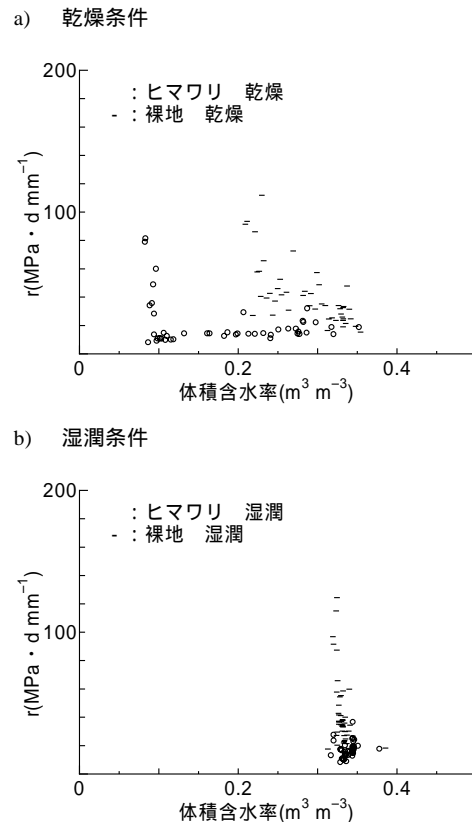 a) 乾燥条件
200
: ヒマワリ 乾燥
- : 裸地 乾燥
100
r(MPa・d mm⁻¹)
0 0.2 0.4
体積含水率(m³ m⁻³)
b) 湿潤条件
200
: ヒマワリ 湿潤
- : 裸地 湿潤
100
r(MPa・d mm⁻¹)
0 0.2 0.4
体積含水率(m³ m⁻³)